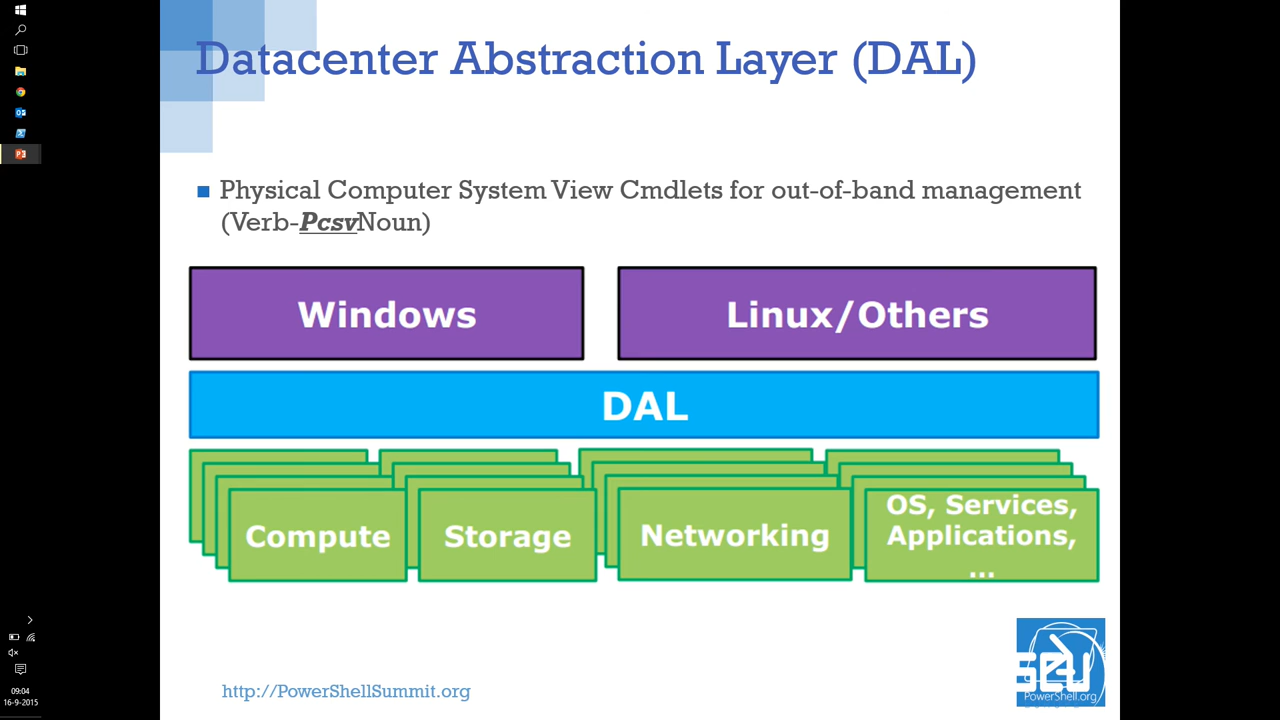 Datacenter Abstraction Layer (DAL)
Physical Computer System View Cmdlets for out-of-band management
(Verb-PcsvNoun)
Windows
Linux/Others
DAL
Compute
Storage
Networking
OS, Services,
Applications,
...
http://PowerShellSummit.org
PowerShell.org
09:04
16-9-2015